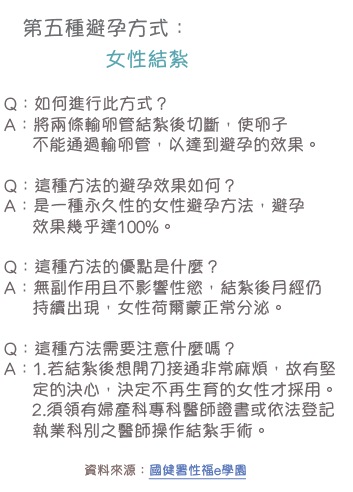 第五種避孕方式：
女性結紮
Q：如何進行此方式？
A：將兩條輸卵管結紮後切斷，使卵子
不能通過輸卵管，以達到避孕的效果。
Q：這種方法的避孕效果如何？
A：是一種永久性的女性避孕方法，避孕
效果幾乎達100%。
Q：這種方法的優點是什麼？
A：無副作用且不影響性慾，結紮後月經仍
持續出現，女性荷爾蒙正常分泌。
Q：這種方法需要注意什麼嗎？
A：1.若結紮後想開刀接通非常麻煩，故有堅
定的決心，決定不再生育的女性才採用。
2.須領有婦產科專科醫師證書或依法登記
執業科別之醫師操作結紮手術。
資料來源：國健署性福e學園